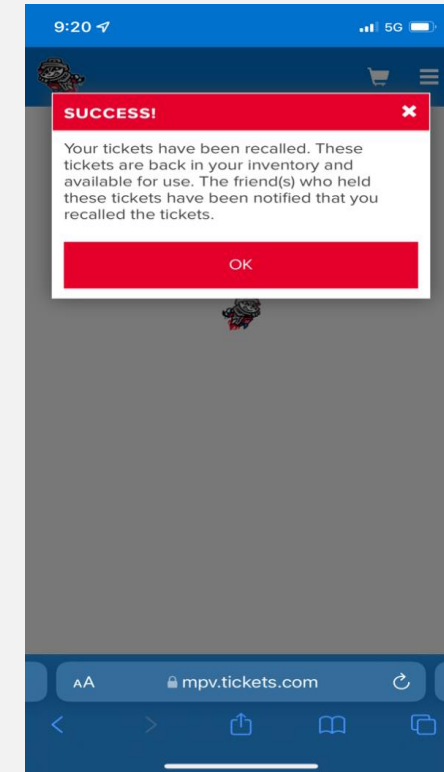 9:20
5G
SUCCESS!
Your tickets have been recalled. These
tickets are back in your inventory and
available for use. The friend(s) who held
these tickets have been notified that you
recalled the tickets.
OK
AA
mpv.tickets.com